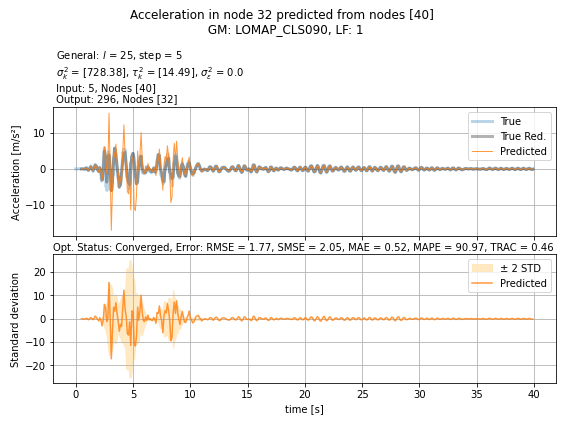 Acceleration in node 32 predicted from nodes [40]
GM: LOMAP_CLS090, LF: 1
General: l = 25, step = 5
σ²ₖ = [728.38], τ²ₖ = [14.49], σ²_ε = 0.0
Input: 5, Nodes [40]
Output: 296, Nodes [32]
Acceleration [m/s²]
10
0
−10
True
True Red.
Predicted
Opt. Status: Converged, Error: RMSE = 1.77, SMSE = 2.05, MAE = 0.52, MAPE = 90.97, TRAC = 0.46
Standard deviation
20
10
0
−10
−20
± 2 STD
Predicted
0 5 10 15 20 25 30 35 40
time [s]